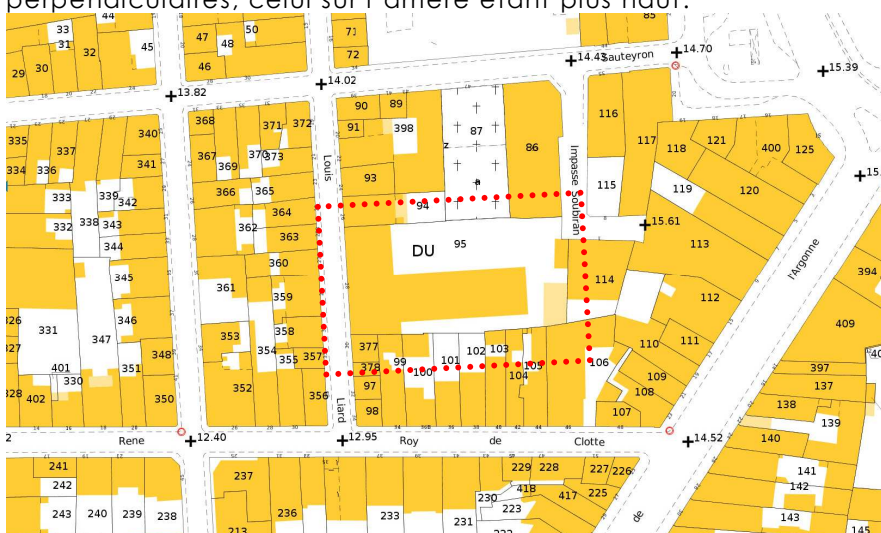 perpendiculaires, celui sur l'arrière étant plus haut.
33 44 50 71 85
31 32 45 47 48 72
29 30 46
+14.43 Sauteyron +14.70
+15.39
+14.02
+13.82
340 368 371 372 90 89 87 116
335 337 367 370 373 91 398 86 117 118 121 400 125
334 336 341 369 Louis z
333 339 342 366 365 93 Impasse Soubiran 115 119 120
338 364 94
332 343 362 363 95 +15.61
344 DU 113
360 l'Argonne 394
345 361 359 114 112
326 331 347 346 353 358 377 409
327 348 354 355 357 378 99 101 102 103 110 111
401 351 100 104 105 106 109 397
330 97 108 137
328 402 350 352 356 98 107 138
139
Liard 140
Rene +12.40 +12.95 Roy de Clotte +14.52
241 237 229 228 227 226 141
242 418 417 225 142
243 240 239 238 236 233 231 230 223 143
213 de 145